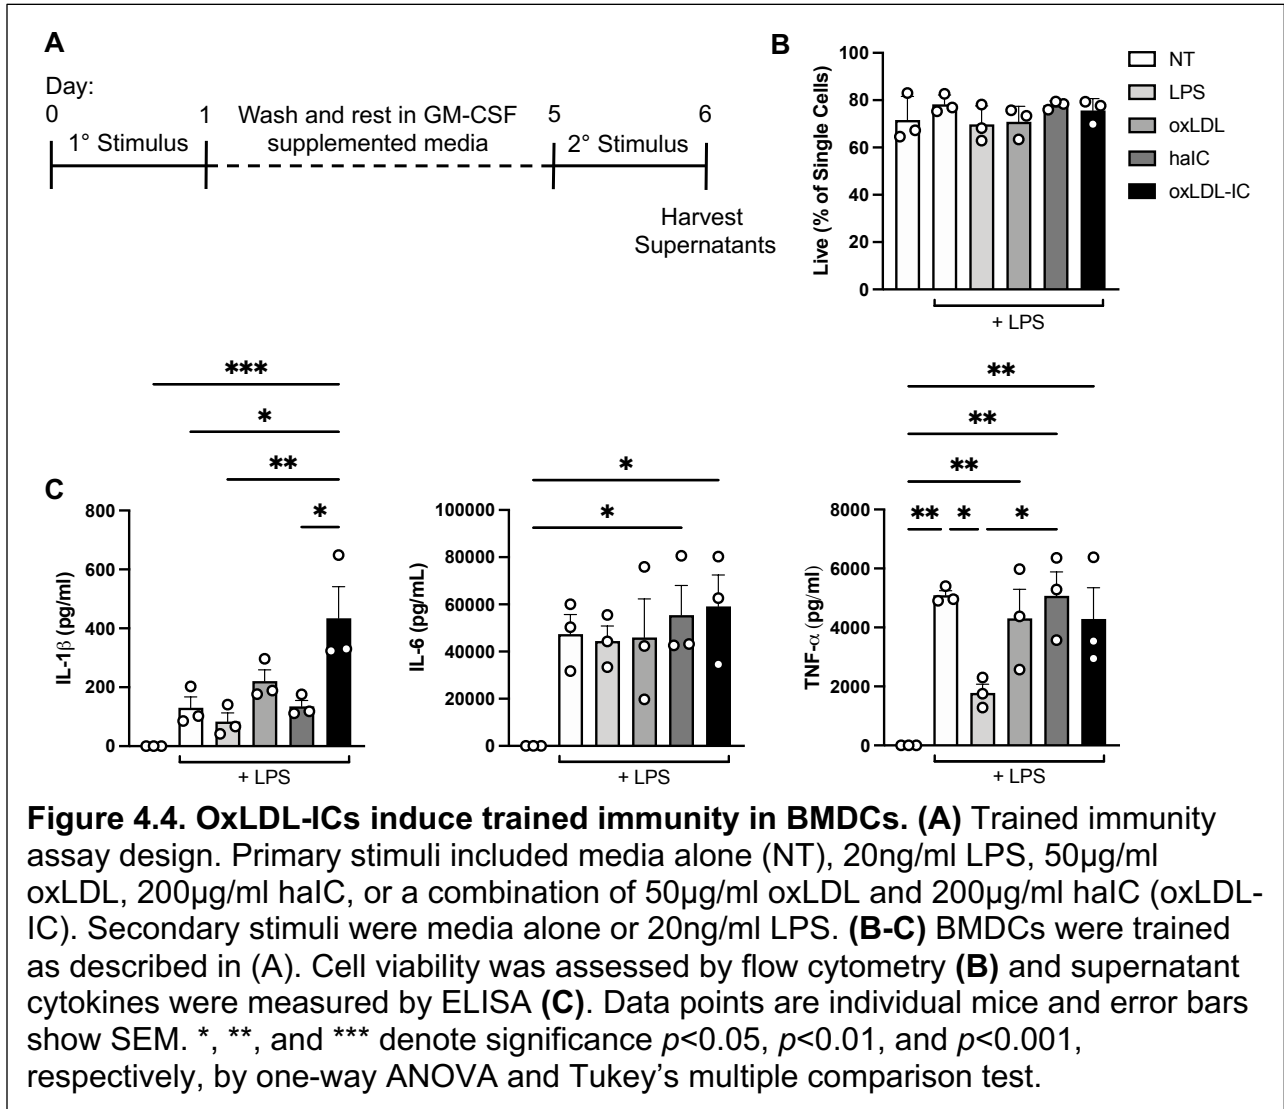 A
Day:
0 1 5 6
1° Stimulus
Wash and rest in GM-CSF
supplemented media
2° Stimulus
Harvest
Supernatants
B
Live (% of Single Cells)
100
80
60
40
20
0
+ LPS
NT
LPS
oxLDL
haIC
oxLDL-IC
C
***
*
**
*
IL-1β (pg/ml)
800
600
400
200
0
+ LPS
*
*
IL-6 (pg/mL)
100000
80000
60000
40000
20000
0
+ LPS
**
**
**
** * *
TNF-α (pg/ml)
8000
6000
4000
2000
0
+ LPS
Figure 4.4. OxLDL-ICs induce trained immunity in BMDCs. (A) Trained immunity
assay design. Primary stimuli included media alone (NT), 20ng/ml LPS, 50µg/ml
oxLDL, 200µg/ml haIC, or a combination of 50µg/ml oxLDL and 200µg/ml haIC (oxLDL-
IC). Secondary stimuli were media alone or 20ng/ml LPS. (B-C) BMDCs were trained
as described in (A). Cell viability was assessed by flow cytometry (B) and supernatant
cytokines were measured by ELISA (C). Data points are individual mice and error bars
show SEM. *, **, and *** denote significance p<0.05, p<0.01, and p<0.001,
respectively, by one-way ANOVA and Tukey’s multiple comparison test.